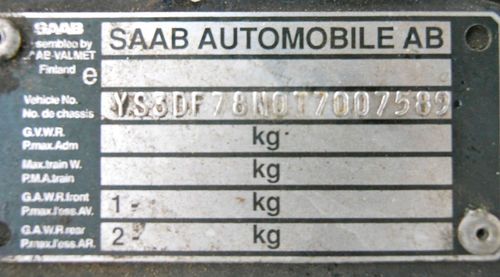 SAAB
SAAB AUTOMOBILE AB
sembled by
AB-VALMET
Finland e
Vehicle No.
No. de chassis
YS3DF78N0T7007589
G.V.W.R. kg
P.max.Adm
Max.train W. kg
P.M.A.train
G.A.W.R.front 1- kg
P.max.l'ess.AV.
G.A.W.R.rear 2- kg
P.max.l'ess.AR.